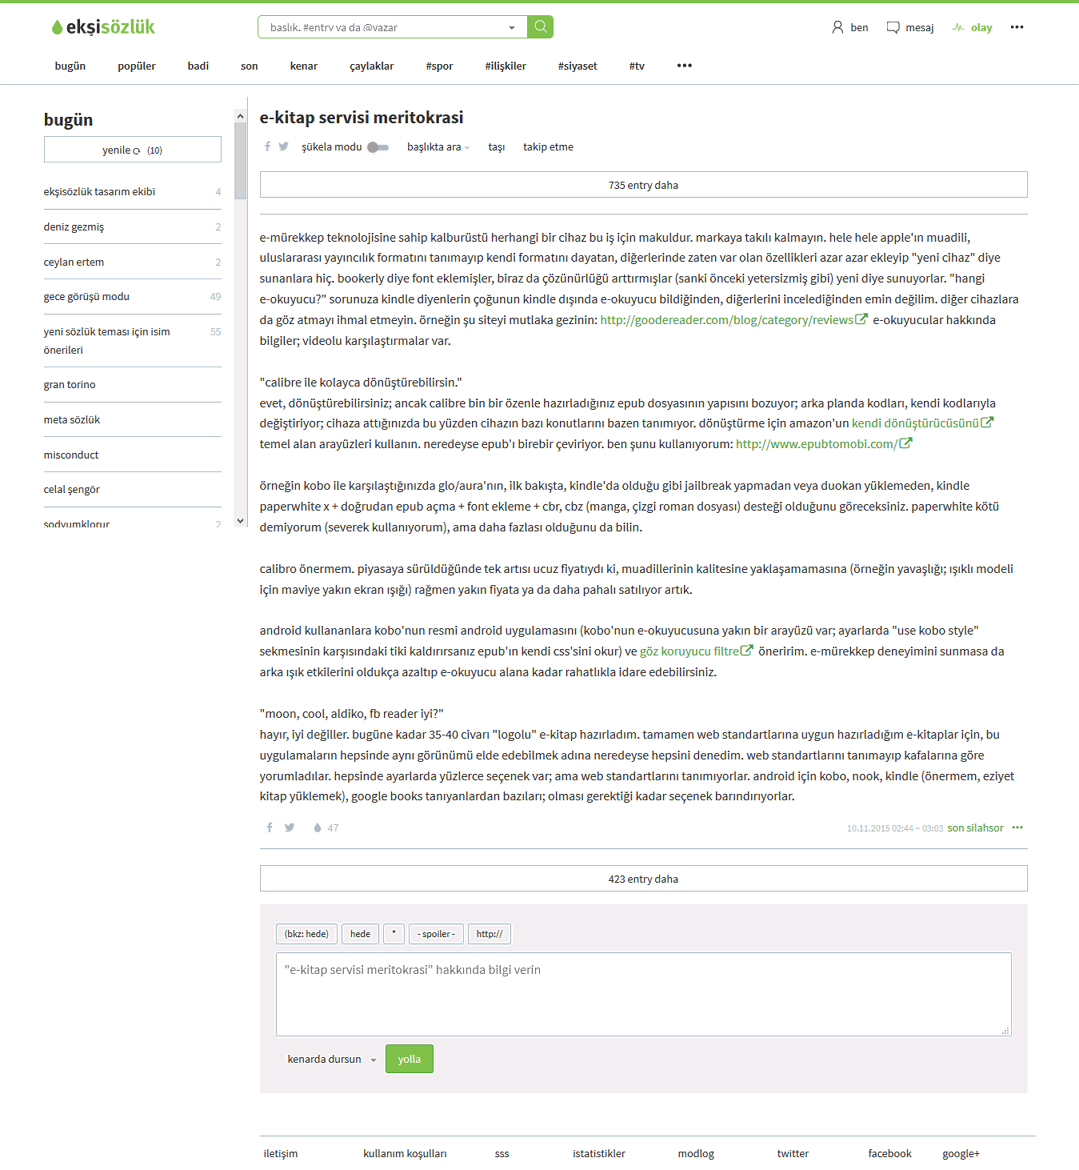 ekşisözlük
başlık, #entry ya da @yazar
ben
mesaj
olay
bugün
popüler
badi
son
kenar
çaylaklar
#spor
#ilişkiler
#siyaset
#tv
bugün
yenile (10)
ekşisözlük tasarım ekibi 4
deniz gezmiş 2
ceylan ertem 2
gece görüşü modu 49
yeni sözlük teması için isim 55
önerileri
gran torino
meta sözlük
misconduct
celal şengör
sodyumklorur 2
e-kitap servisi meritokrasi
şükela modu
başlıkta ara
taşı
takip etme
735 entry daha
e-mürekkep teknolojisine sahip kalburüstü herhangi bir cihaz bu iş için makuldur. markaya takılı kalmayın. hele hele apple'ın muadili,
uluslararası yayıncılık formatını tanımayıp kendi formatını dayatan, diğerlerinde zaten var olan özellikleri azar azar ekleyip "yeni cihaz" diye
sunanlara hiç. bookerly diye font eklemişler, biraz da çözünürlüğü arttırmışlar (sanki önceki yetersizmiş gibi) yeni diye sunuyorlar. "hangi
e-okuyucu?" sorunuza kindle diyenlerin çoğunun kindle dışında e-okuyucu bildiğinden, diğerlerini incelediğinden emin değilim. diğer cihazlara
da göz atmayı ihmal etmeyin. örneğin şu siteyi mutlaka gezinin: http://goodereader.com/blog/category/reviews e-okuyucular hakkında
bilgiler; videolu karşılaştırmalar var.
"calibre ile kolayca dönüştürebilirsin."
evet, dönüştürebilirsiniz; ancak calibre bin bir özenle hazırladığınız epub dosyasının yapısını bozuyor; arka planda kodları, kendi kodlarıyla
değiştiriyor; cihaza attığınızda bu yüzden cihazın bazı konutlarını bazen tanımıyor. dönüştürme için amazon'un kendi dönüştürücüsünü
temel alan arayüzleri kullanın. neredeyse epub'ı birebir çeviriyor. ben şunu kullanıyorum: http://www.epubtomobi.com/
örneğin kobo ile karşılaştığınızda glo/aura'nın, ilk bakışta, kindle'da olduğu gibi jailbreak yapmadan veya duokan yüklemeden, kindle
paperwhite x + doğrudan epub açma + font ekleme + cbr, cbz (manga, çizgi roman dosyası) desteği olduğunu göreceksiniz. paperwhite kötü
demiyorum (severek kullanıyorum), ama daha fazlası olduğunu da bilin.
calibro önermem. piyasaya sürüldüğünde tek artısı ucuz fiyatıydı ki, muadillerinin kalitesine yaklaşamamasına (örneğin yavaşlığı; ışıklı modeli
için maviye yakın ekran ışığı) rağmen yakın fiyata ya da daha pahalı satılıyor artık.
android kullananlara kobo'nun resmi android uygulamasını (kobo'nun e-okuyucusuna yakın bir arayüzü var; ayarlarda "use kobo style"
sekmesinin karşısındaki tiki kaldırırsanız epub'ın kendi css'sini okur) ve göz koruyucu filtre öneririm. e-mürekkep deneyimini sunmasa da
arka ışık etkilerini oldukça azaltıp e-okuyucu alana kadar rahatlıkla idare edebilirsiniz.
"moon, cool, aldiko, fb reader iyi?"
hayır, iyi değiller. bugüne kadar 35-40 civarı "logolu" e-kitap hazırladım. tamamen web standartlarına uygun hazırladığım e-kitaplar için, bu
uygulamaların hepsinde aynı görünümü elde edebilmek adına neredeyse hepsini denedim. web standartlarını tanımayıp kafalarına göre
yorumladılar. hepsinde ayarlarda yüzlerce seçenek var; ama web standartlarını tanımıyorlar. android için kobo, nook, kindle (önermem, eziyet
kitap yüklemek), google books tanıyanlardan bazıları; olması gerektiği kadar seçenek barındırıyorlar.
47
10.11.2015 02:44 ~ 03:03 son silahsor
423 entry daha
(bkz: hede)
hede
*
- spoiler -
http://
"e-kitap servisi meritokrasi" hakkında bilgi verin
kenarda dursun
yolla
iletişim
kullanım koşulları
sss
istatistikler
modlog
twitter
facebook
google+